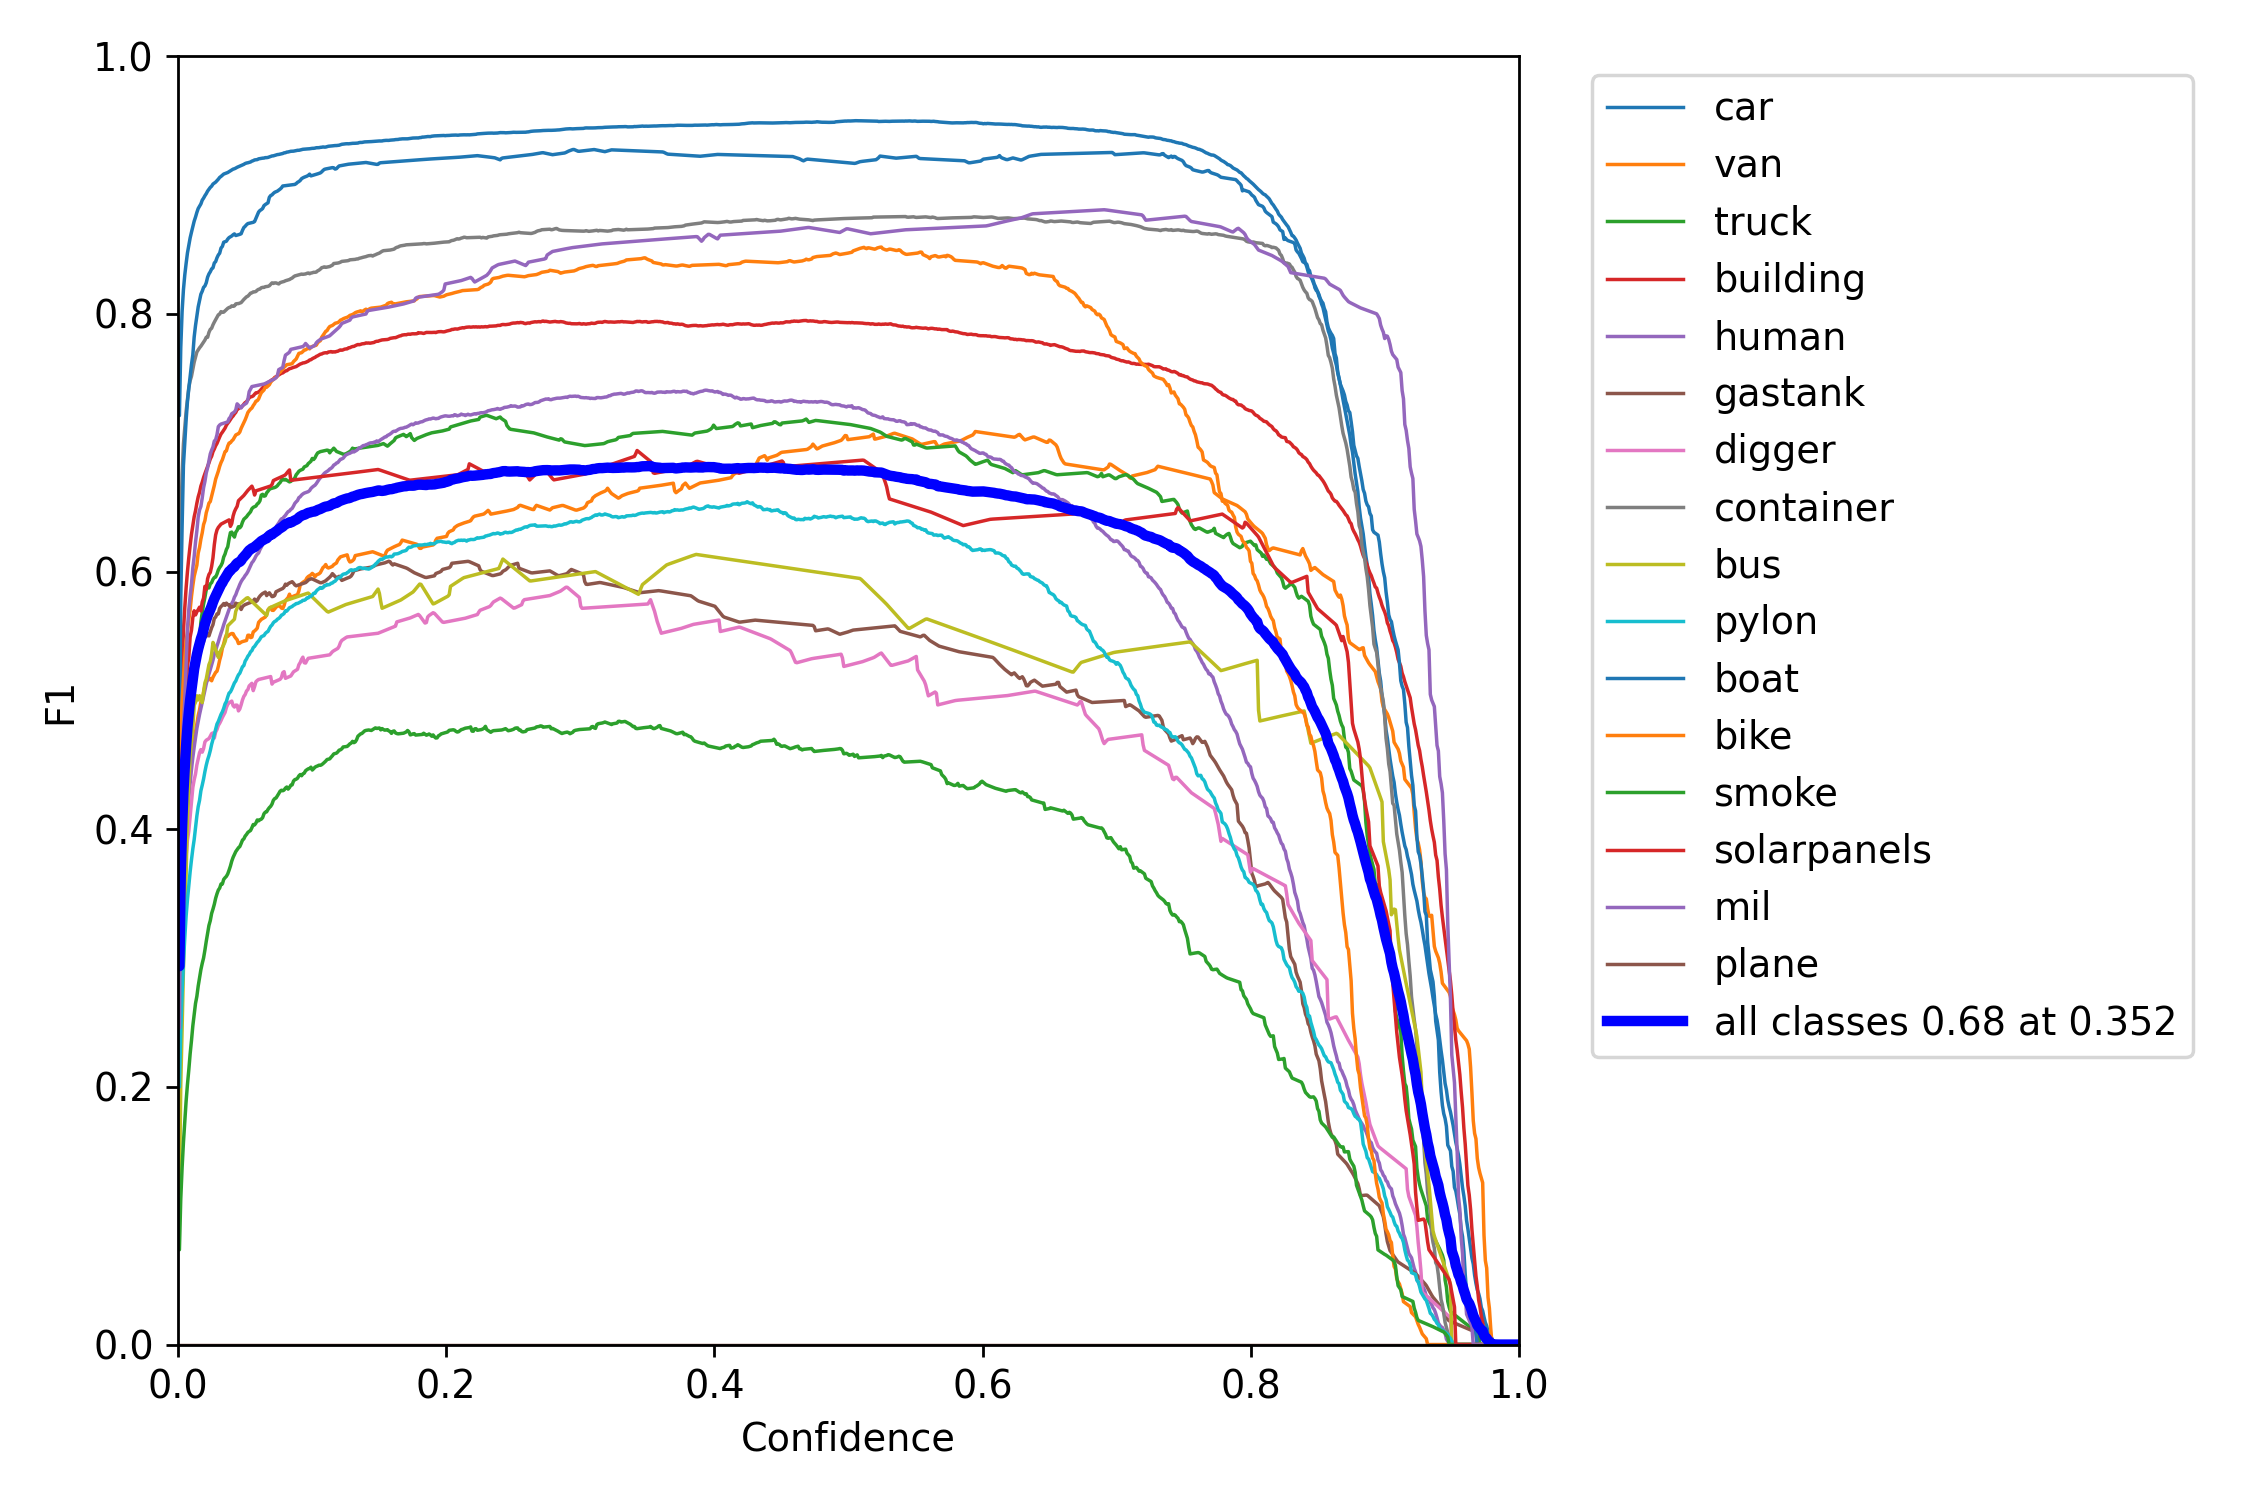 1.0
0.8
0.6
0.4
0.2
0.0
F1
0.0 0.2 0.4 0.6 0.8 1.0
Confidence
car
van
truck
building
human
gastank
digger
container
bus
pylon
boat
bike
smoke
solarpanels
mil
plane
all classes 0.68 at 0.352